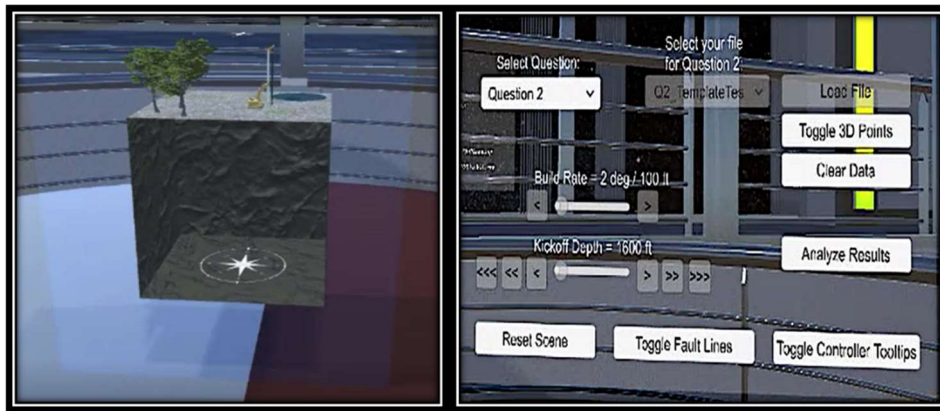 Select Question:
Question 2
Select your file
for Question 2:
Q2_TemplateTes
Load File
Toggle 3D Points
Clear Data
Build Rate = 2 deg / 100 ft
<
>
Kickoff Depth = 1600 ft
<<<
<<
<
>
>>
>>>
Analyze Results
Reset Scene
Toggle Fault Lines
Toggle Controller Tooltips